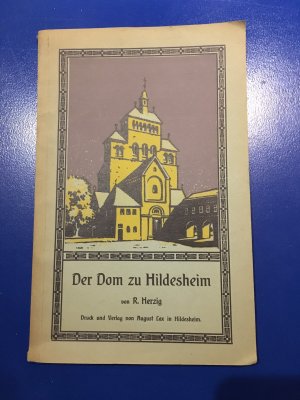 Der Dom zu Hildesheim
von R. Herzig
Druck und Verlag von August Lax in Hildesheim.